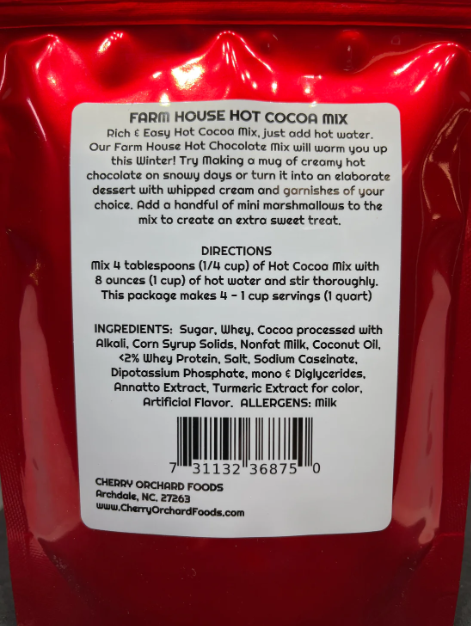 FARM HOUSE HOT COCOA MIX
Rich & Easy Hot Cocoa Mix, just add hot water.
Our Farm House Hot Chocolate Mix will warm you up
this Winter! Try Making a mug of creamy hot
chocolate on snowy days or turn it into an elaborate
dessert with whipped cream and garnishes of your
choice. Add a handful of mini marshmallows to the
mix to create an extra sweet treat.
DIRECTIONS
Mix 4 tablespoons (1/4 cup) of Hot Cocoa Mix with
8 ounces (1 cup) of hot water and stir thoroughly.
This package makes 4 - 1 cup servings (1 quart)
INGREDIENTS: Sugar, Whey, Cocoa processed with
Alkali, Corn Syrup Solids, Nonfat Milk, Coconut Oil,
<2% Whey Protein, Salt, Sodium Caseinate,
Dipotassium Phosphate, mono & Diglycerides,
Annatto Extract, Turmeric Extract for color,
Artificial Flavor. ALLERGENS: Milk
7 31132 36875 0
CHERRY ORCHARD FOODS
Archdale, NC. 27263
www.CherryOrchardFoods.com